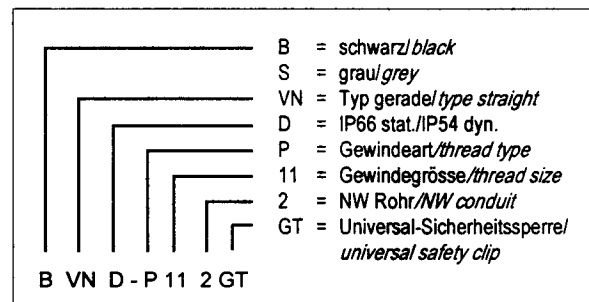 B = schwarz/black
S = grau/grey
VN = Typ gerade/type straight
D = IP66 stat./IP54 dyn.
P = Gewindeart/thread type
11 = Gewindegrösse/thread size
2 = NW Rohr/NW conduit
GT = Universal-Sicherheitssperre/
universal safety clip
B VN D - P 11 2 GT